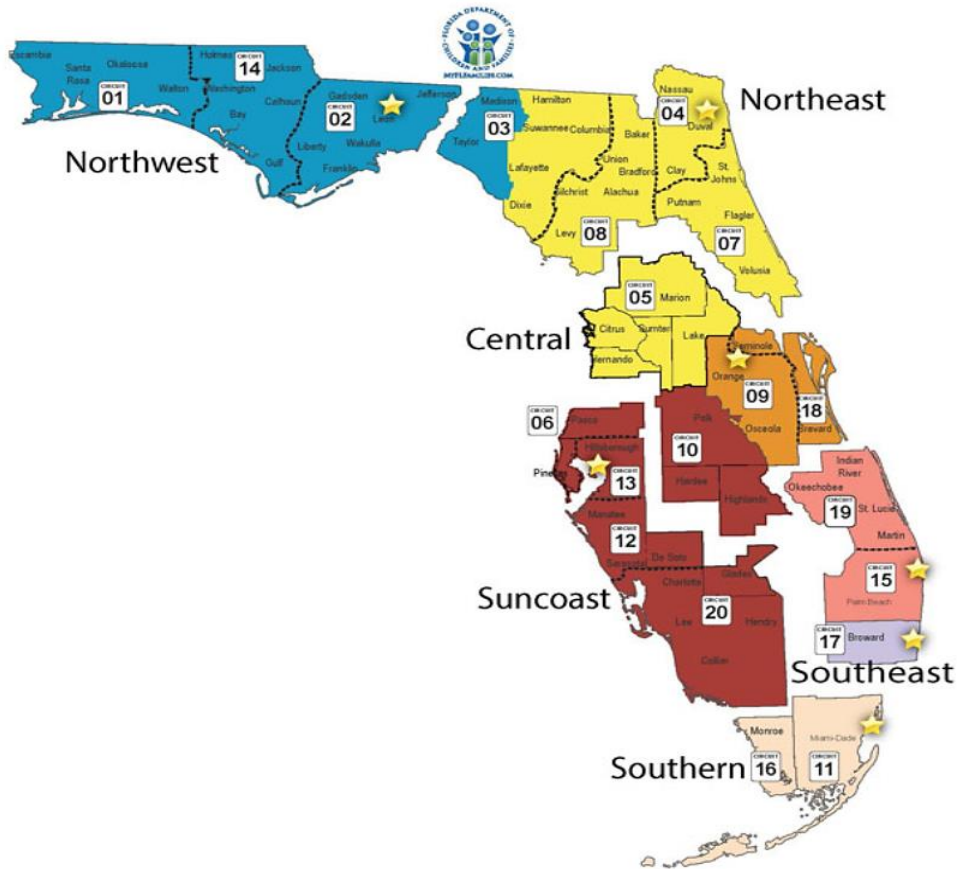 FLORIDA DEPARTMENT OF
CHILDREN AND FAMILIES
MYFLFAMILIES.COM
Northwest
Escambia
Santa
Rosa
Okaloosa
Walton
CIRCUIT
01
Holmes
CIRCUIT
14
Jackson
Washington
Calhoun
Bay
Gulf
Gadsden
CIRCUIT
02
Leon
Jefferson
Liberty
Wakulla
Franklin
Madison
CIRCUIT
03
Taylor
Hamilton
Suwannee
Columbia
Lafayette
Dixie
Northeast
Nassau
CIRCUIT
04
Duval
Clay
Baker
Union
Bradford
Gilchrist
Alachua
Levy
CIRCUIT
08
St.
Johns
Putnam
Flagler
CIRCUIT
07
Volusia
Central
CIRCUIT
05
Marion
Citrus
Sumter
Lake
Hernando
Seminole
Orange
CIRCUIT
09
Osceola
CIRCUIT
18
Brevard
Suncoast
CIRCUIT
06
Pasco
Pinellas
Hillsborough
CIRCUIT
13
Polk
CIRCUIT
10
Hardee
Highlands
Manatee
CIRCUIT
12
Sarasota
De Soto
Charlotte
Glades
CIRCUIT
20
Lee
Hendry
Collier
Southeast
Indian
River
Okeechobee
CIRCUIT
19
St. Lucie
Martin
CIRCUIT
15
Palm Beach
CIRCUIT
17
Broward
Southern
Monroe
CIRCUIT
16
Miami-Dade
CIRCUIT
11